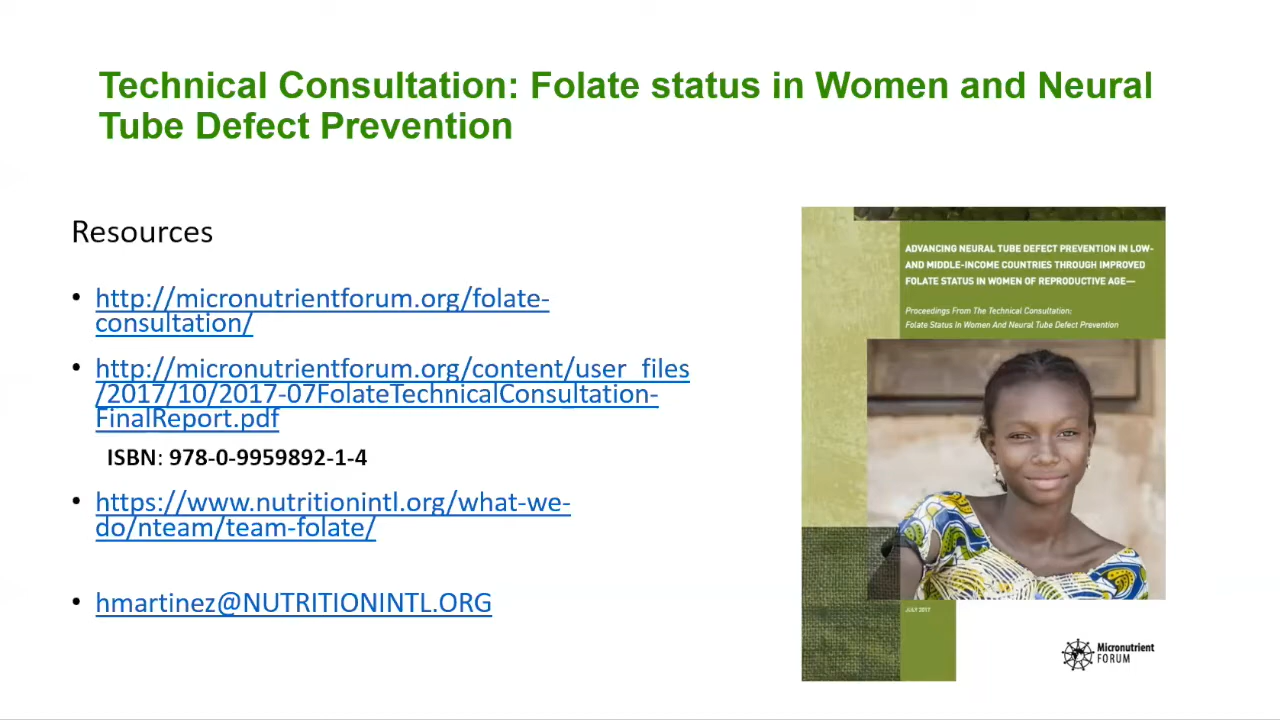 Technical Consultation: Folate status in Women and Neural
Tube Defect Prevention
Resources
• http://micronutrientforum.org/folate-
consultation/
• http://micronutrientforum.org/content/user_files
/2017/10/2017-07FolateTechnicalConsultation-
FinalReport.pdf
ISBN: 978-0-9959892-1-4
• https://www.nutritionintl.org/what-we-
do/nteam/team-folate/
• hmartinez@NUTRITIONINTL.ORG
ADVANCING NEURAL TUBE DEFECT PREVENTION IN LOW-
AND MIDDLE-INCOME COUNTRIES THROUGH IMPROVED
FOLATE STATUS IN WOMEN OF REPRODUCTIVE AGE—
Proceedings From The Technical Consultation:
Folate Status In Women And Neural Tube Defect Prevention
JULY 2017
Micronutrient
FORUM